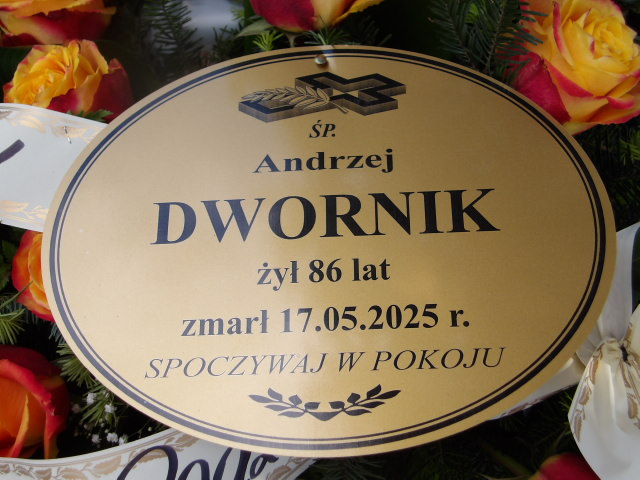 ŚP.
Andrzej
DWORNIK
żył 86 lat
zmarł 17.05.2025 r.
SPOCZYWAJ W POKOJU